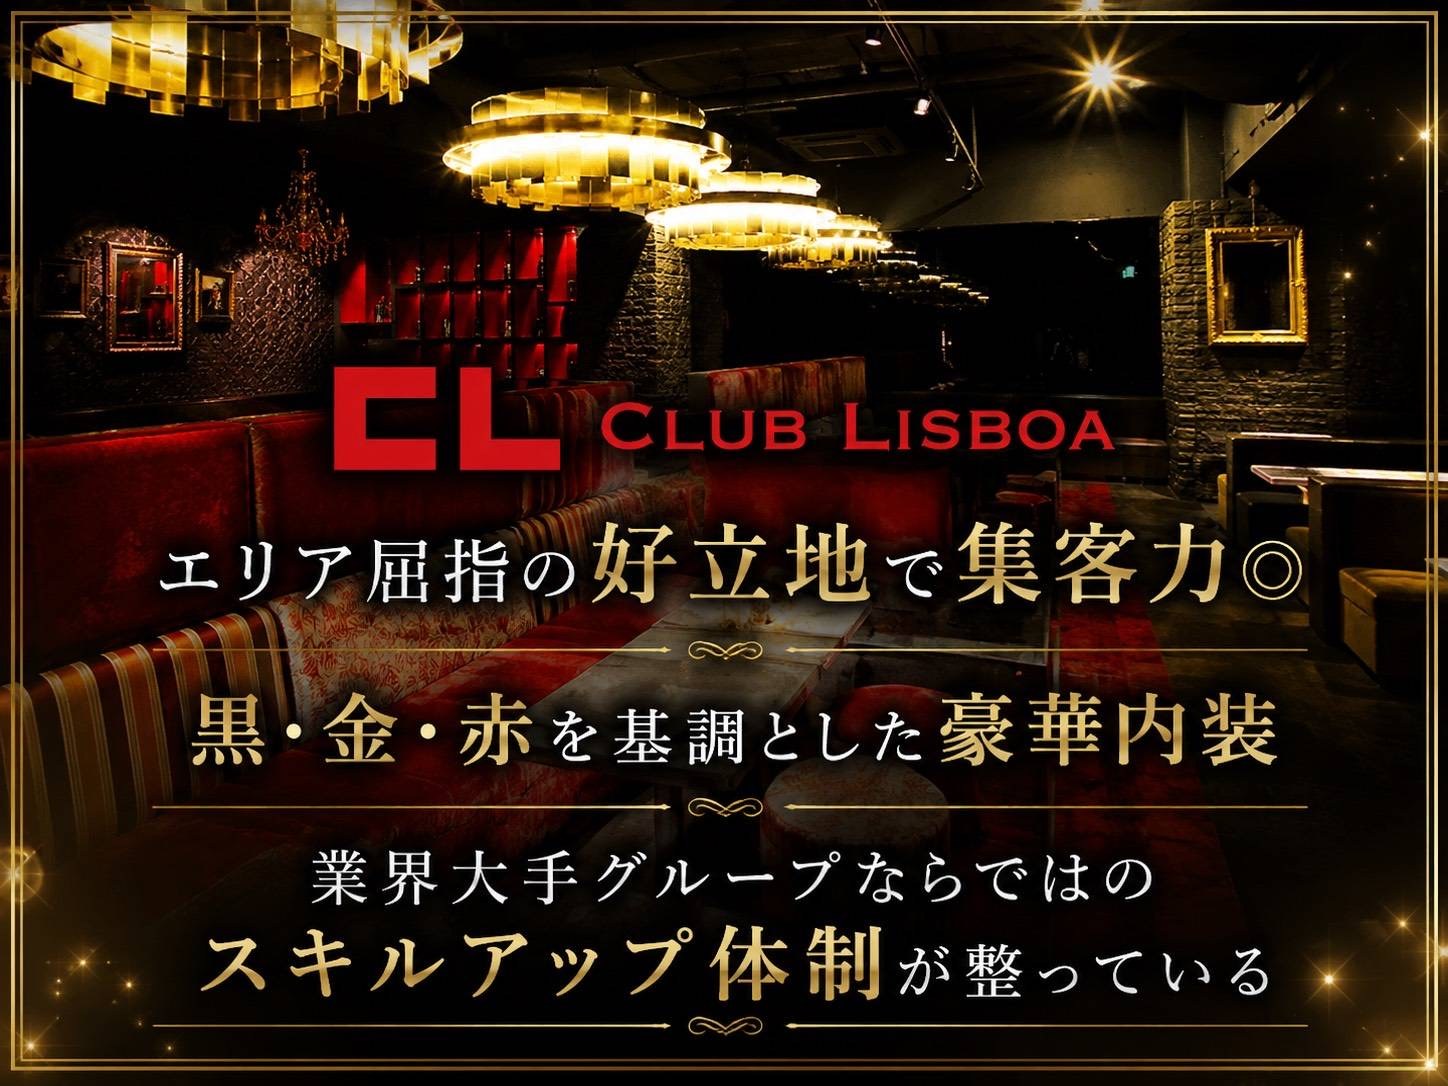 CL CLUB LISBOA
エリア屈指の好立地で集客力◎
黒・金・赤を基調とした豪華内装
業界大手グループならではの
スキルアップ体制が整っている